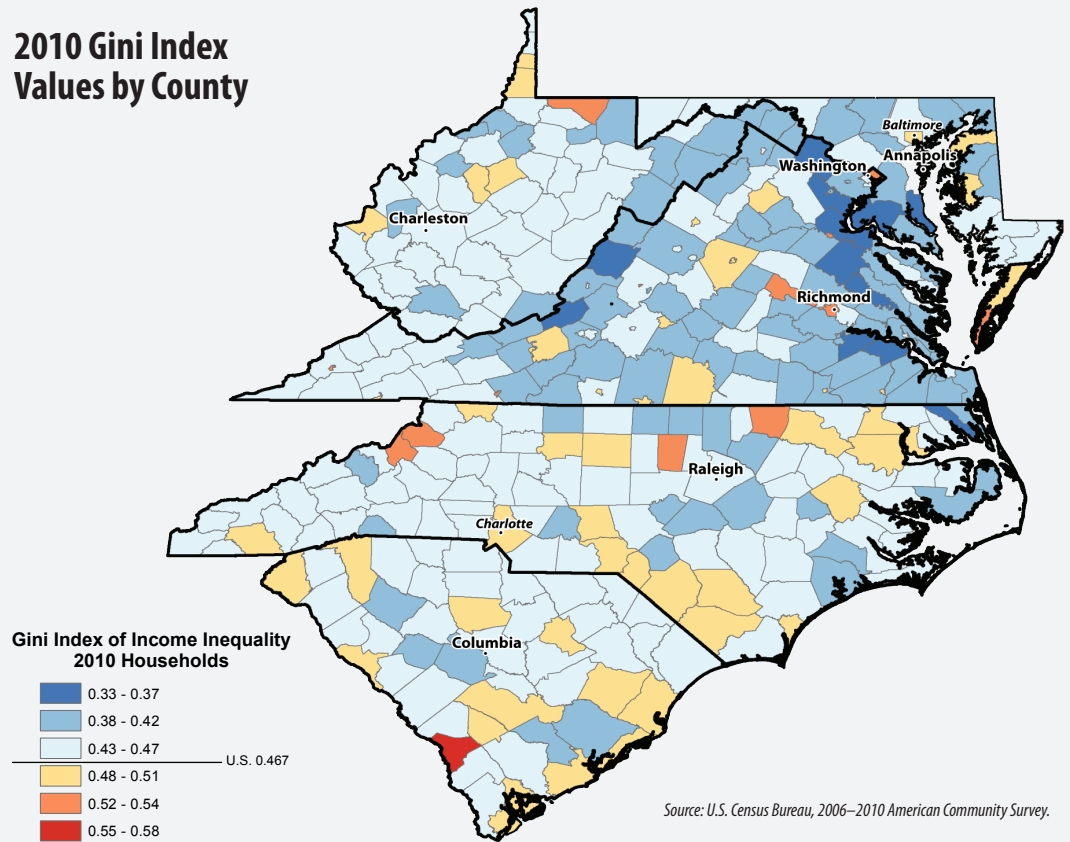 2010 Gini Index
Values by County
Baltimore
Annapolis
Washington
Charleston
Richmond
Raleigh
Charlotte
Columbia
Gini Index of Income Inequality
2010 Households
0.33 - 0.37
0.38 - 0.42
0.43 - 0.47
U.S. 0.467
0.48 - 0.51
0.52 - 0.54
0.55 - 0.58
Source: U.S. Census Bureau, 2006–2010 American Community Survey.